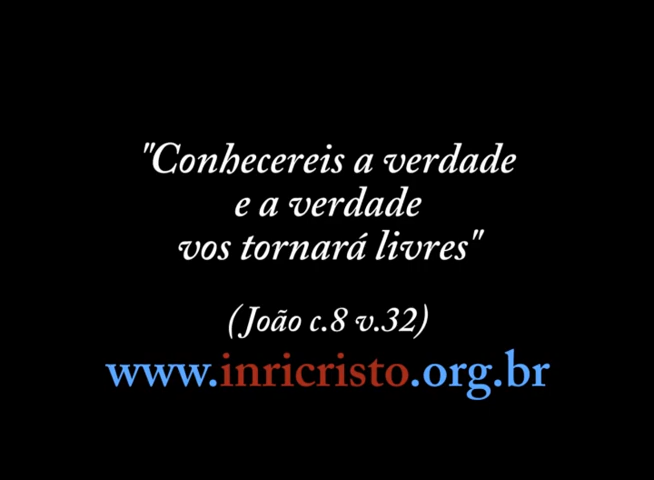 "Conhecereis a verdade
e a verdade
vos tornará livres"
(João c.8 v.32)
www.inricristo.org.br